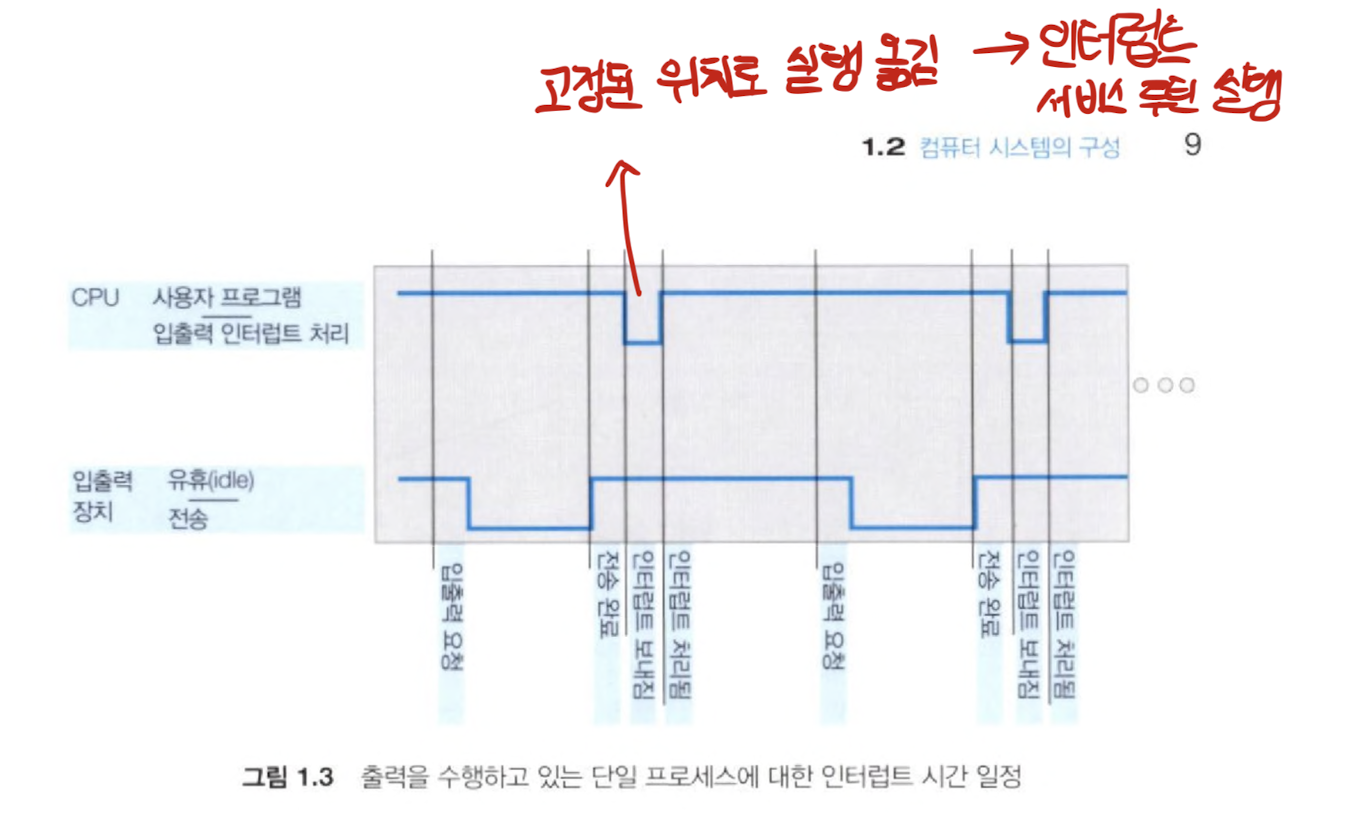 고정된 위치로 실행 옮김 → 인터럽트
서비스 루틴 실행
1.2 컴퓨터 시스템의 구성 9
CPU 사용자 프로그램
입출력 인터럽트 처리
입출력 유휴(idle)
장치 전송
입출력 요청
전송 완료
인터럽트 보내짐
인터럽트 처리됨
입출력 요청
전송 완료
인터럽트 보내짐
인터럽트 처리됨
그림 1.3 출력을 수행하고 있는 단일 프로세스에 대한 인터럽트 시간 일정